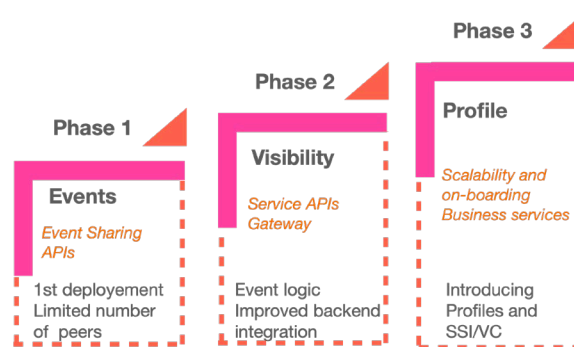 Phase 1
Events
Event Sharing
APIs
1st deployement
Limited number
of peers
Phase 2
Visibility
Service APIs
Gateway
Event logic
Improved backend
integration
Phase 3
Profile
Scalability and
on-boarding
Business services
Introducing
Profiles and
SSI/VC